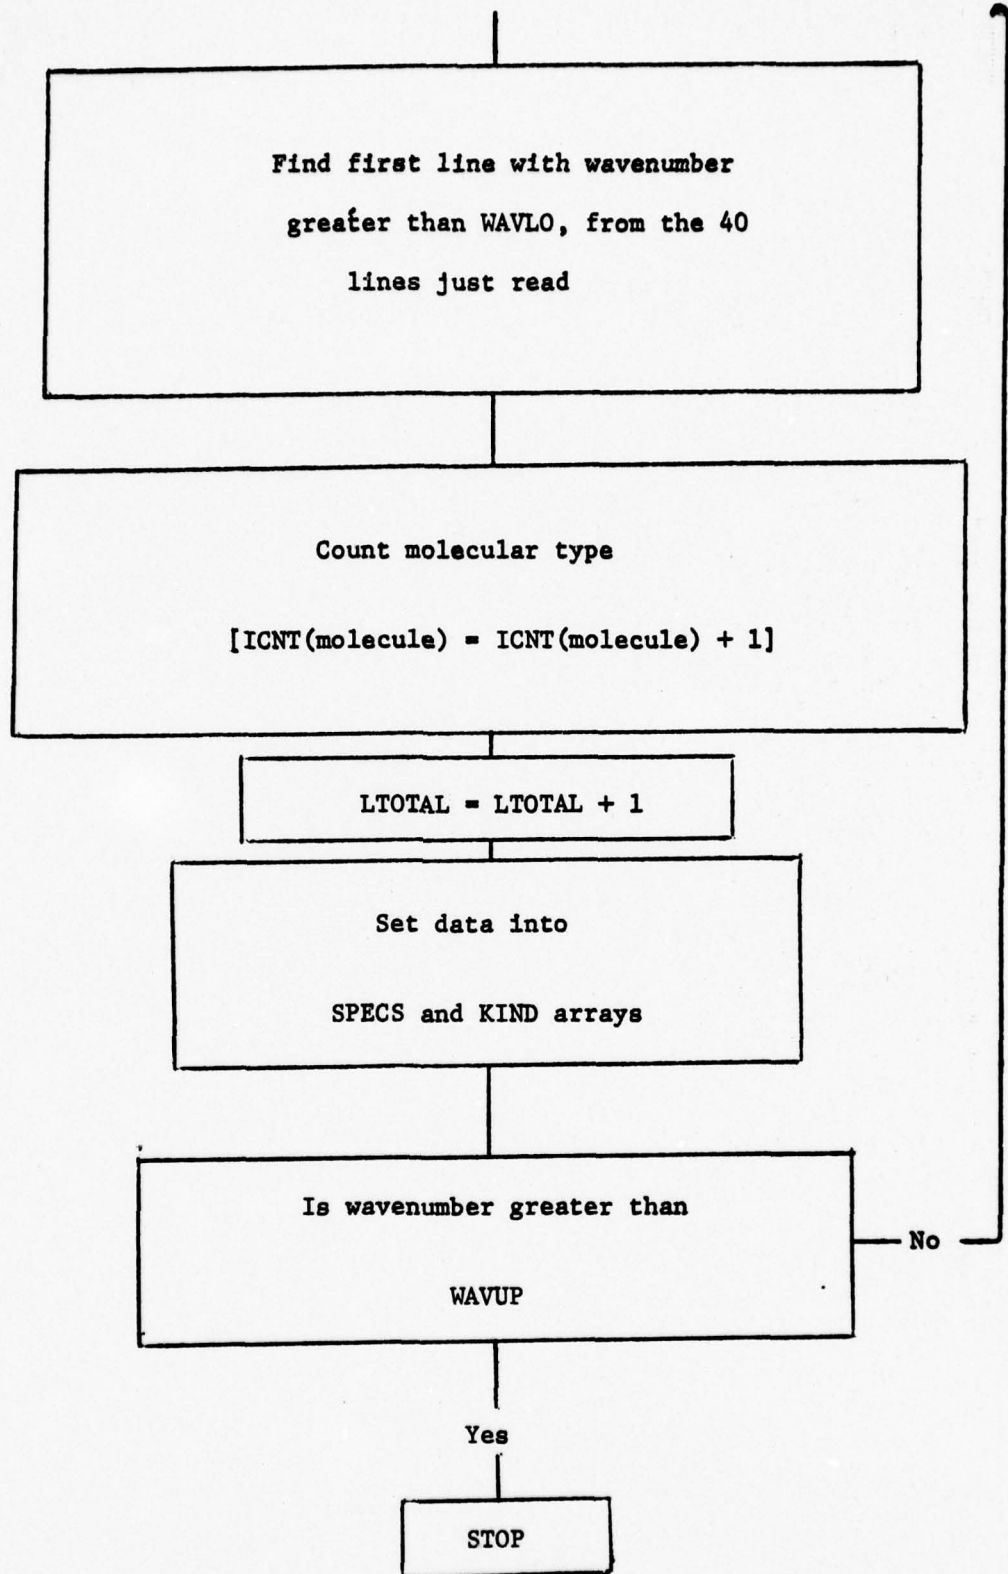 Find first line with wavenumber
greater than WAVLO, from the 40
lines just read
Count molecular type
[ICNT(molecule) = ICNT(molecule) + 1]
LTOTAL = LTOTAL + 1
Set data into
SPECS and KIND arrays
Is wavenumber greater than
WAVUP
No
Yes
STOP